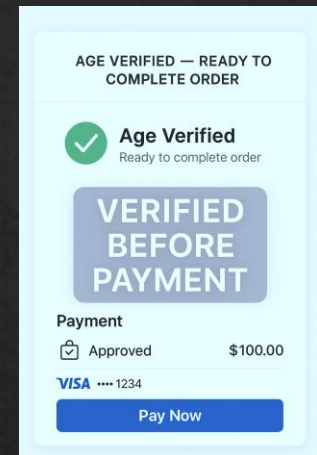 AGE VERIFIED — READY TO
COMPLETE ORDER
Age Verified
Ready to complete order
VERIFIED
BEFORE
PAYMENT
Payment
Approved $100.00
VISA •••• 1234
Pay Now